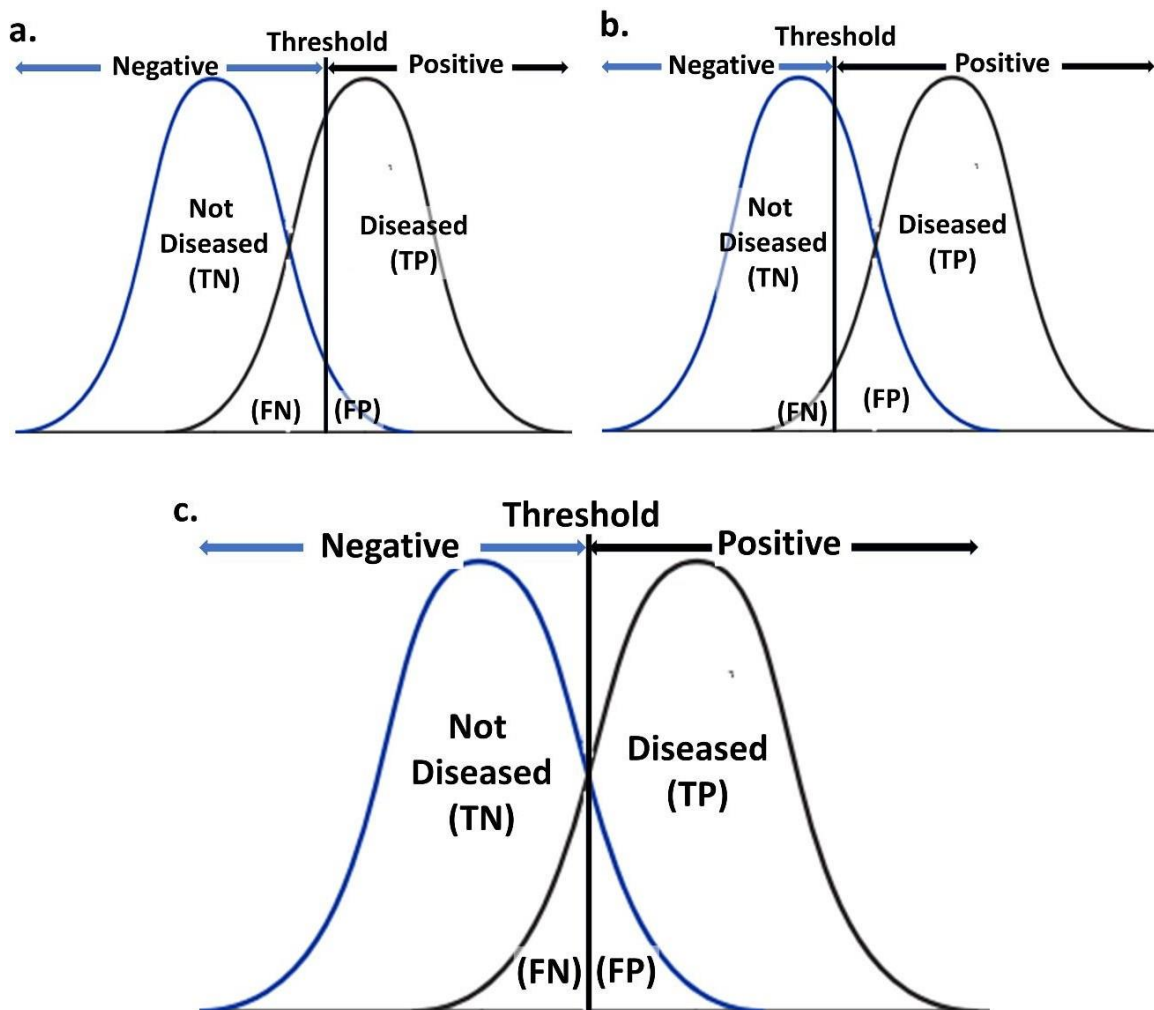 a.
Threshold
Negative
Positive
Not
Diseased
(TN)
Diseased
(TP)
(FN)
(FP)
b.
Threshold
Negative
Positive
Not
Diseased
(TN)
Diseased
(TP)
(FN)
(FP)
c.
Threshold
Negative
Positive
Not
Diseased
(TN)
Diseased
(TP)
(FN)
(FP)